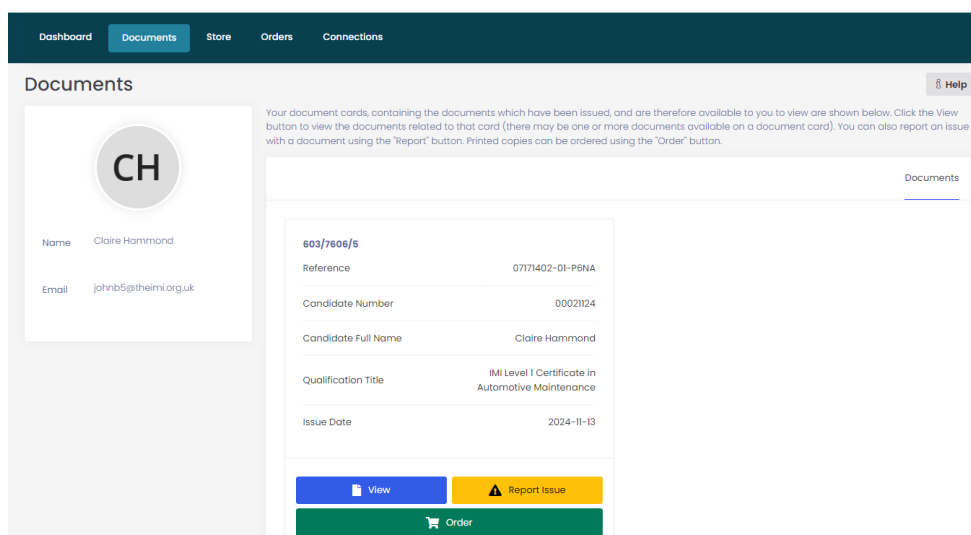 Dashboard Documents Store Orders Connections
Documents
Help
Your document cards, containing the documents which have been issued, and are therefore available to you to view are shown below. Click the View
button to view the documents related to that card (there may be one or more documents available on a document card). You can also report an issue
with a document using the "Report" button. Printed copies can be ordered using the "Order" button.
CH
Name Claire Hammond
Email johnb5@theimi.org.uk
Documents
603/7606/5
Reference 07171402-01-P6NA
Candidate Number 00021124
Candidate Full Name Claire Hammond
Qualification Title IMI Level 1 Certificate in
Automotive Maintenance
Issue Date 2024-11-13
View Report Issue
Order